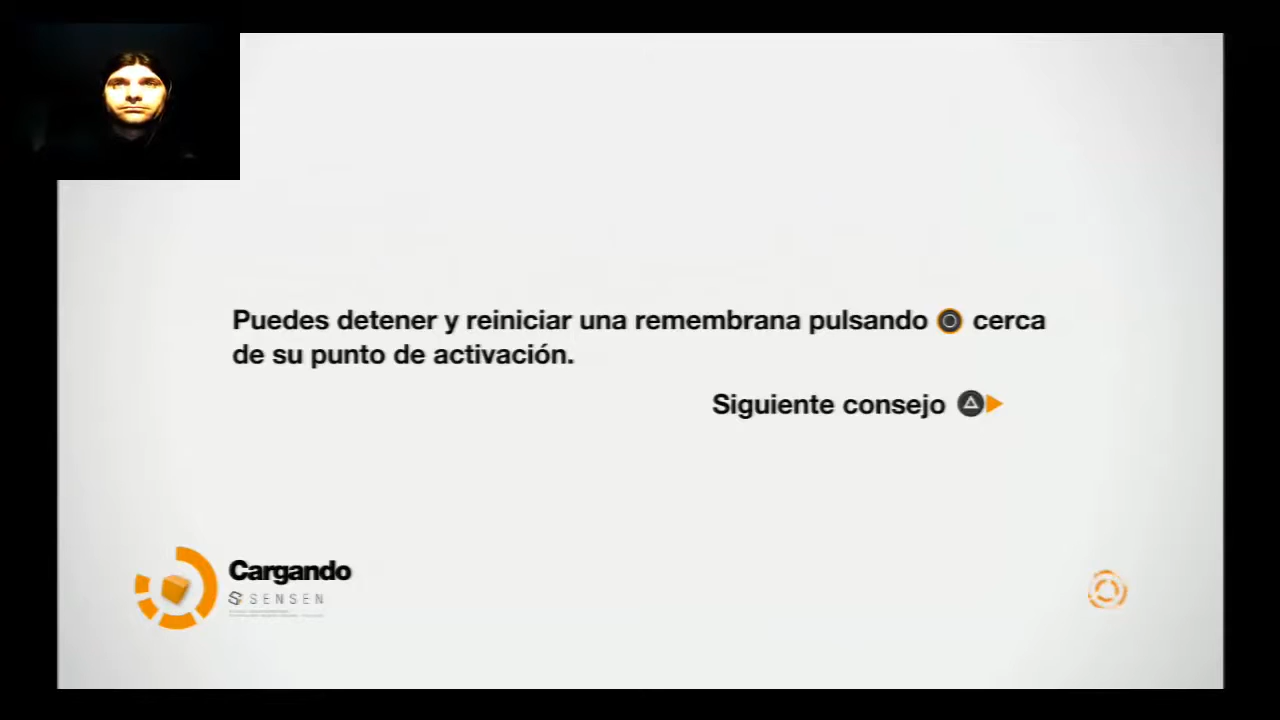 Puedes detener y reiniciar una remembrana pulsando cerca
de su punto de activación.
Siguiente consejo
Cargando
SENSEN